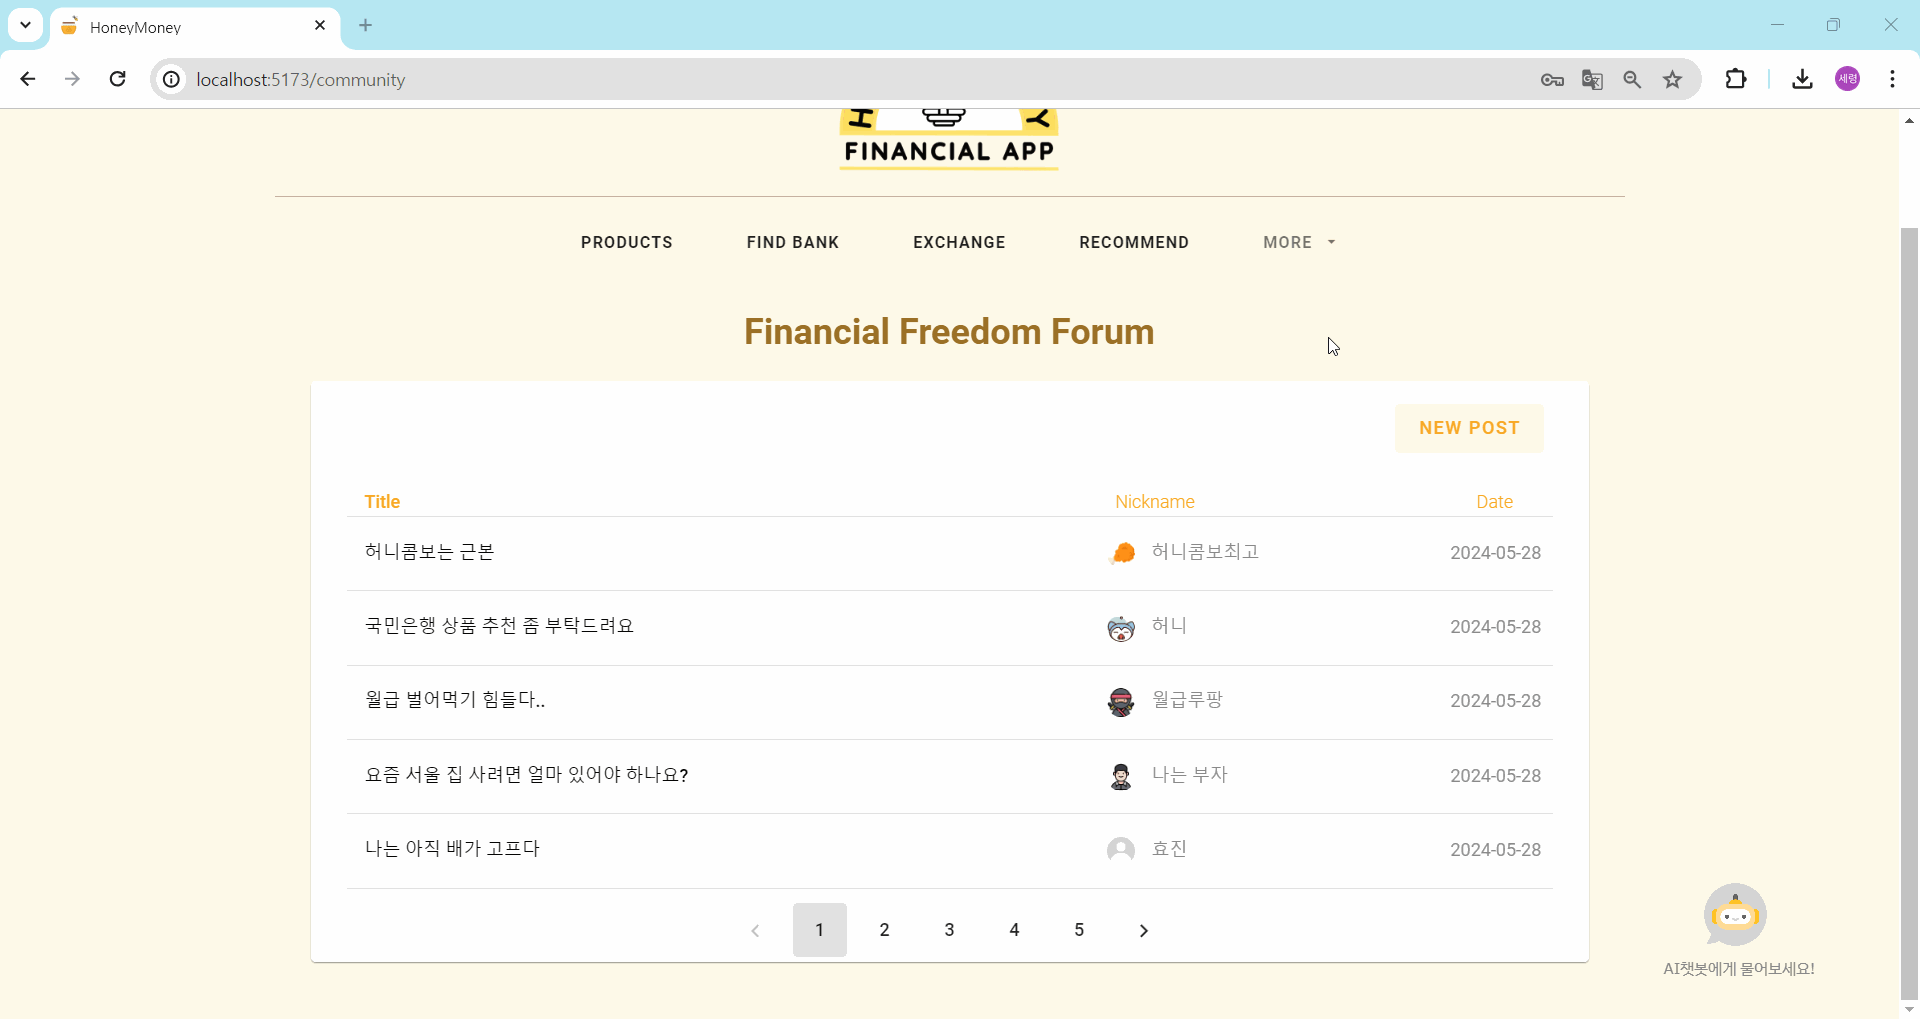 HoneyMoney
localhost:5173/community
세령
H Y
FINANCIAL APP
PRODUCTS FIND BANK EXCHANGE RECOMMEND MORE
Financial Freedom Forum
NEW POST
Title Nickname Date
허니콤보는 근본 허니콤보최고 2024-05-28
국민은행 상품 추천 좀 부탁드려요 허니 2024-05-28
월급 벌어먹기 힘들다.. 월급루팡 2024-05-28
요즘 서울 집 사려면 얼마 있어야 하나요? 나는 부자 2024-05-28
나는 아직 배가 고프다 효진 2024-05-28
1 2 3 4 5
AI챗봇에게 물어보세요!